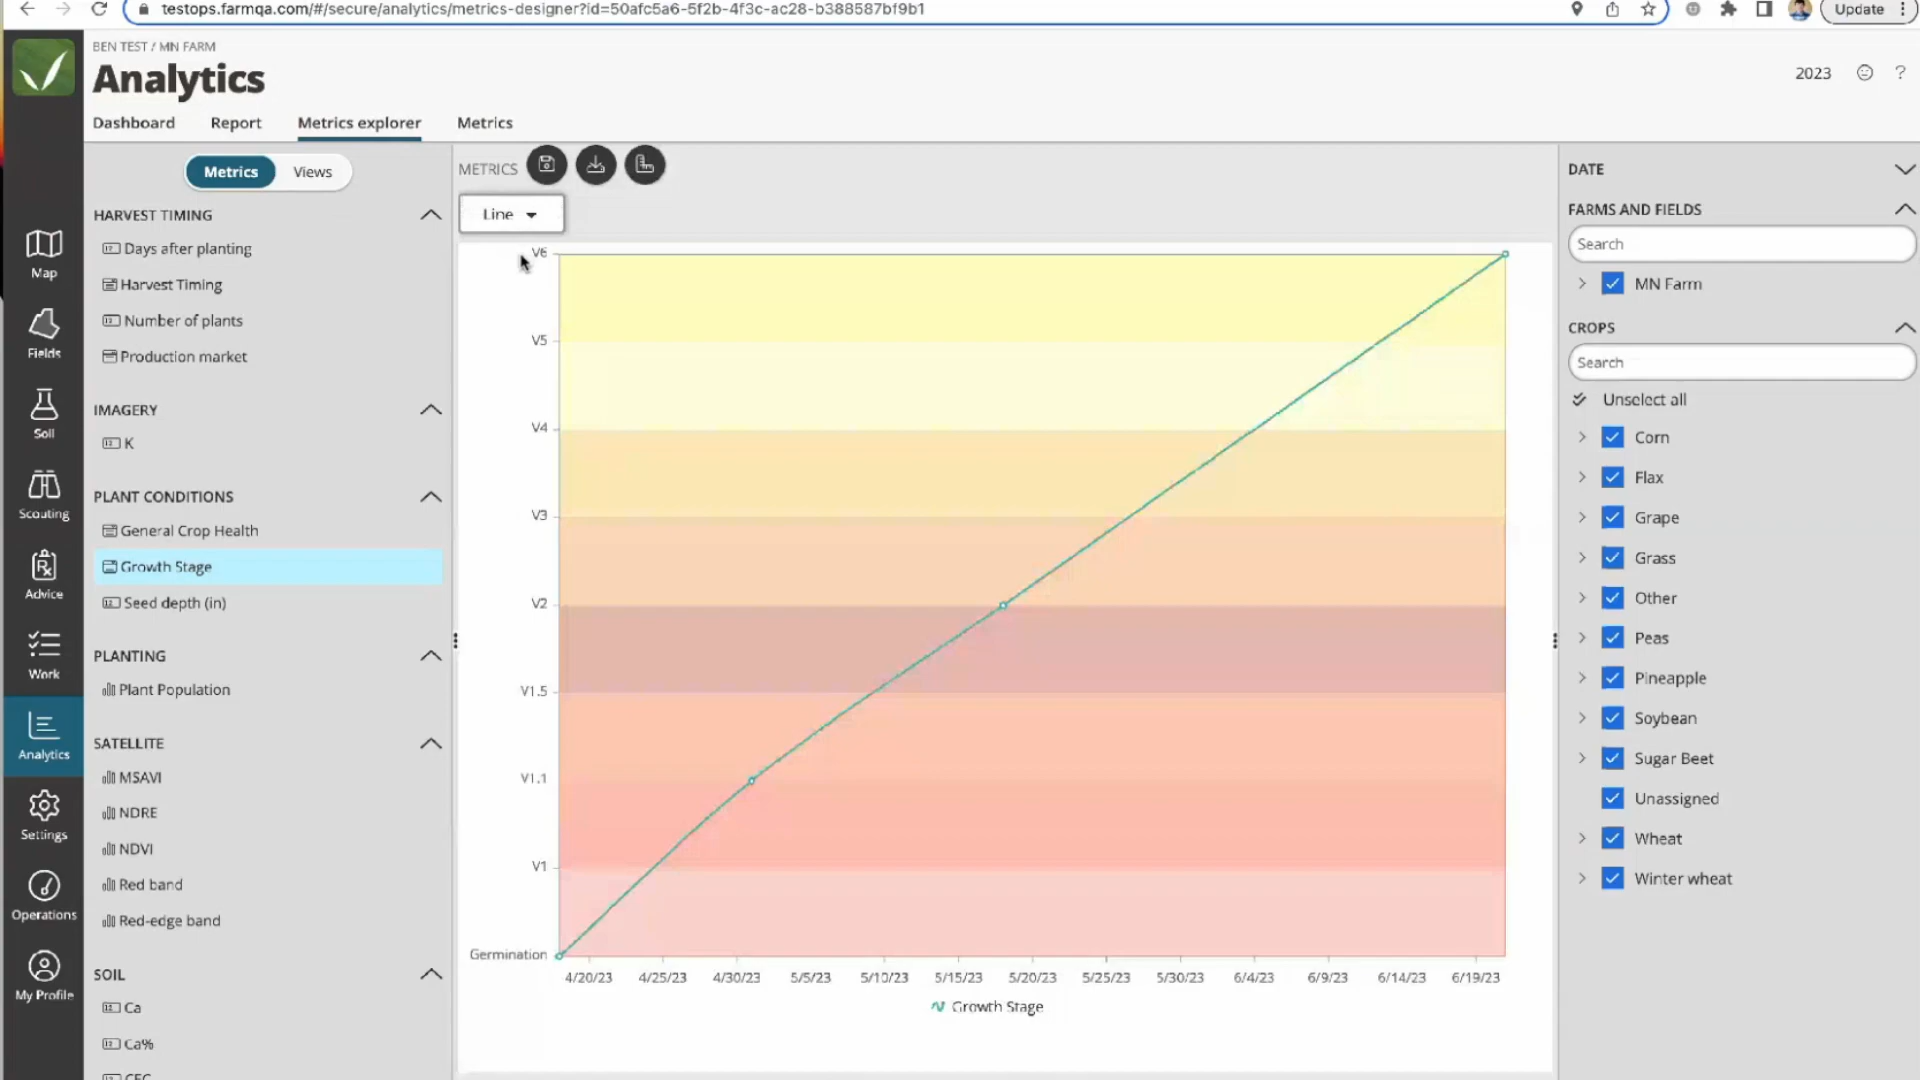 testops.farmqa.com/#/secure/analytics/metrics-designer?id=50afc5a6-5f2b-4f3c-ac28-b388587bf9b1
Update
BEN TEST / MN FARM
Analytics
2023
?
Dashboard
Report
Metrics explorer
Metrics
Map
Fields
Soil
Scouting
Advice
Work
Analytics
Settings
Operations
My Profile
Metrics
Views
HARVEST TIMING
Days after planting
Harvest Timing
Number of plants
Production market
IMAGERY
K
PLANT CONDITIONS
General Crop Health
Growth Stage
Seed depth (in)
PLANTING
Plant Population
SATELLITE
MSAVI
NDRE
NDVI
Red band
Red-edge band
SOIL
Ca
Ca%
CEC
METRICS
Line
V6
V5
V4
V3
V2
V1.5
V1.1
V1
Germination
4/20/23
4/25/23
4/30/23
5/5/23
5/10/23
5/15/23
5/20/23
5/25/23
5/30/23
6/4/23
6/9/23
6/14/23
6/19/23
Growth Stage
DATE
FARMS AND FIELDS
Search
MN Farm
CROPS
Search
Unselect all
Corn
Flax
Grape
Grass
Other
Peas
Pineapple
Soybean
Sugar Beet
Unassigned
Wheat
Winter wheat